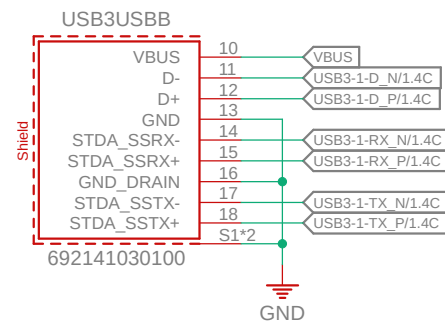 USB3USBB
VBUS 10 VBUS
D- 11 USB3-1-D_N/1.4C
D+ 12 USB3-1-D_P/1.4C
GND 13
STDA_SSRX- 14 USB3-1-RX_N/1.4C
STDA_SSRX+ 15 USB3-1-RX_P/1.4C
GND_DRAIN 16
STDA_SSTX- 17 USB3-1-TX_N/1.4C
STDA_SSTX+ 18 USB3-1-TX_P/1.4C
S1*2
Shield
692141030100
GND